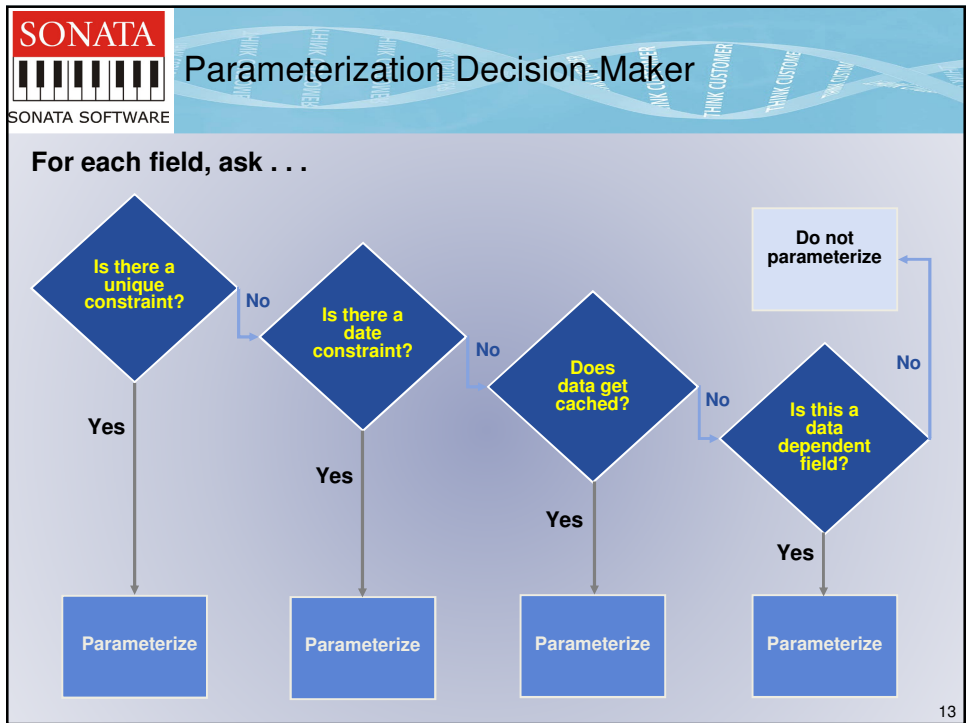 SONATA
SONATA SOFTWARE
Parameterization Decision-Maker
THINK CUSTOMER
For each field, ask . . .
Is there a
unique
constraint?
No
Is there a
date
constraint?
No
Does
data get
cached?
No
Is this a
data
dependent
field?
No
Do not
parameterize
Yes
Yes
Yes
Yes
Parameterize
Parameterize
Parameterize
Parameterize
13